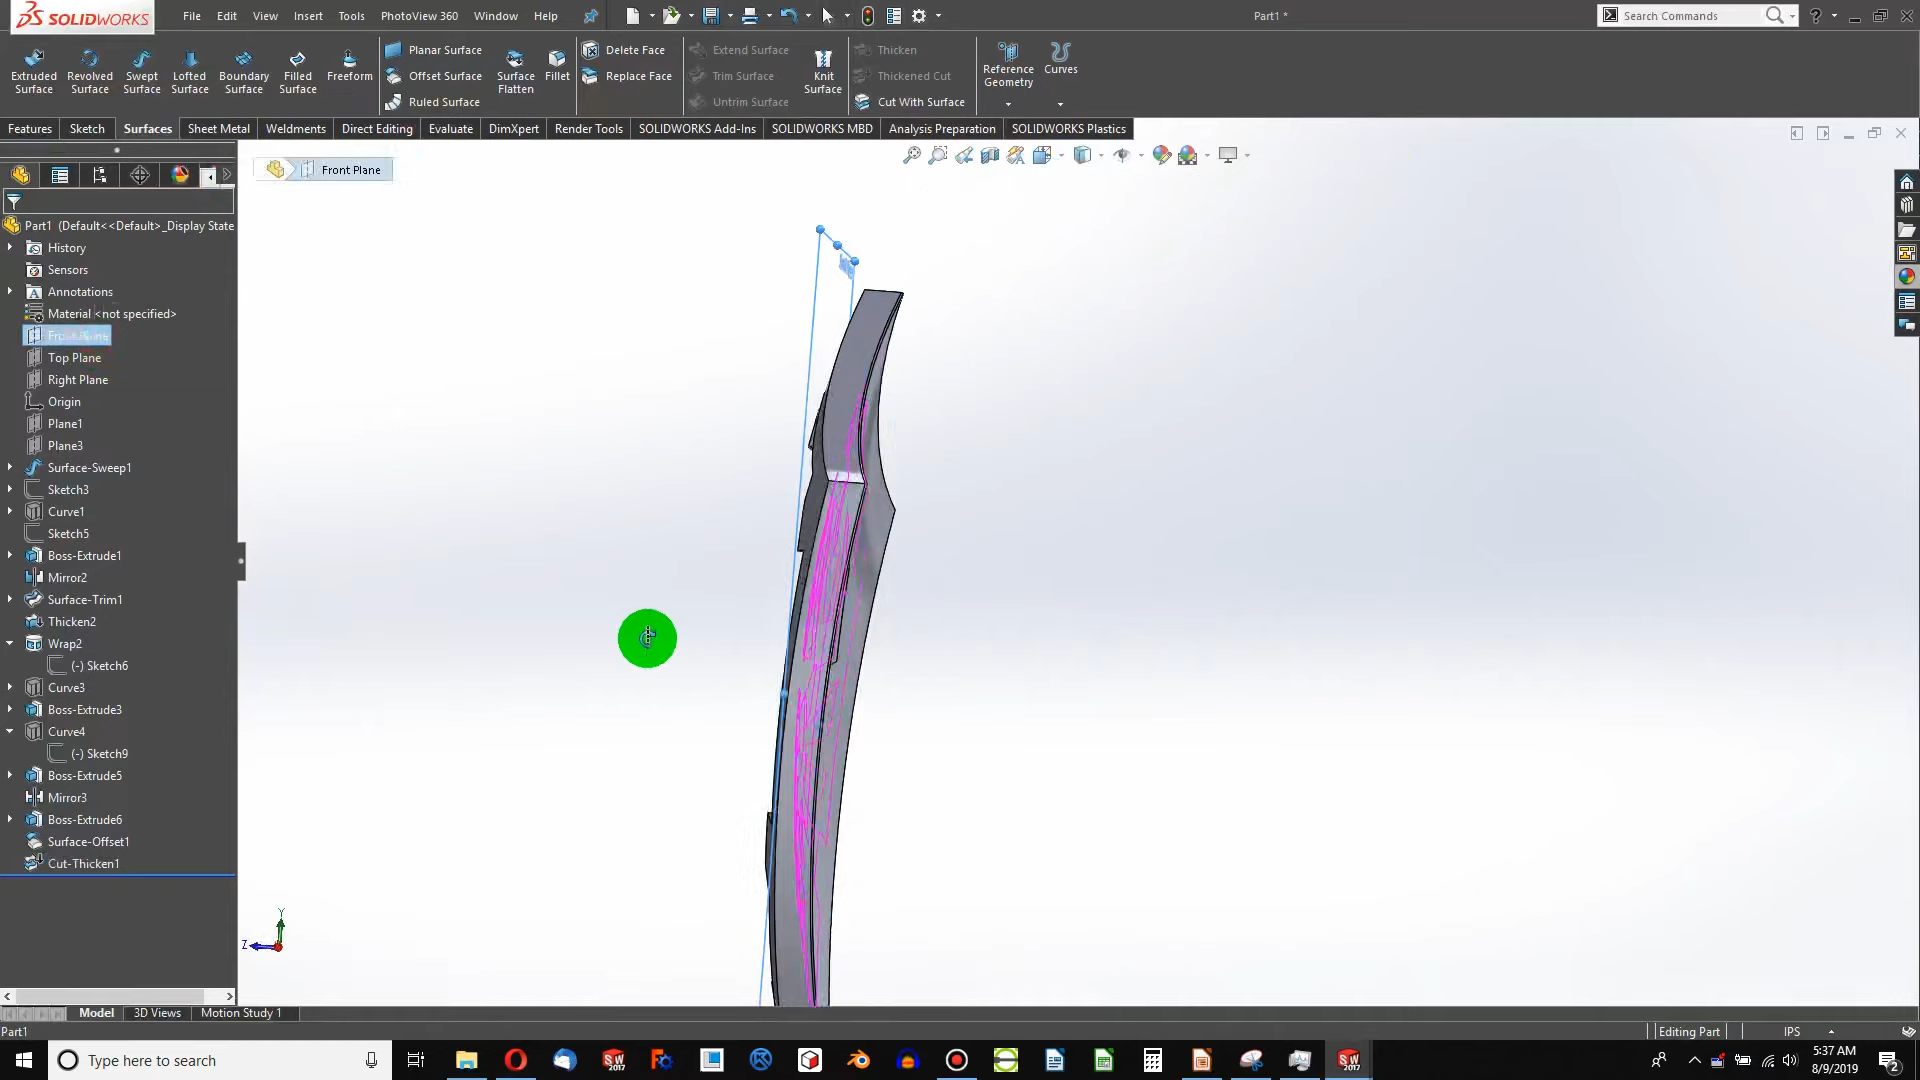 SOLIDWORKS File Edit View Insert Tools PhotoView 360 Window Help Part1 * Search Commands
Extruded Surface
Revolved Surface
Swept Surface
Lofted Surface
Boundary Surface
Filled Surface
Freeform
Planar Surface
Offset Surface
Ruled Surface
Surface Flatten
Fillet
Delete Face
Replace Face
Extend Surface
Trim Surface
Untrim Surface
Knit Surface
Thicken
Thickened Cut
Cut With Surface
Reference Geometry
Curves
Features Sketch Surfaces Sheet Metal Weldments Direct Editing Evaluate DimXpert Render Tools SOLIDWORKS Add-Ins SOLIDWORKS MBD Analysis Preparation SOLIDWORKS Plastics
Front Plane
Part1 (Default<<Default>_Display State
History
Sensors
Annotations
Material <not specified>
Front Plane
Top Plane
Right Plane
Origin
Plane1
Plane3
Surface-Sweep1
Sketch3
Curve1
Sketch5
Boss-Extrude1
Mirror2
Surface-Trim1
Thicken2
Wrap2
(-) Sketch6
Curve3
Boss-Extrude3
Curve4
(-) Sketch9
Boss-Extrude5
Mirror3
Boss-Extrude6
Surface-Offset1
Cut-Thicken1
Y
Z
Model 3D Views Motion Study 1
Part1 Editing Part IPS
Type here to search
SW 2017
SW 2017
5:37 AM
8/9/2019
2